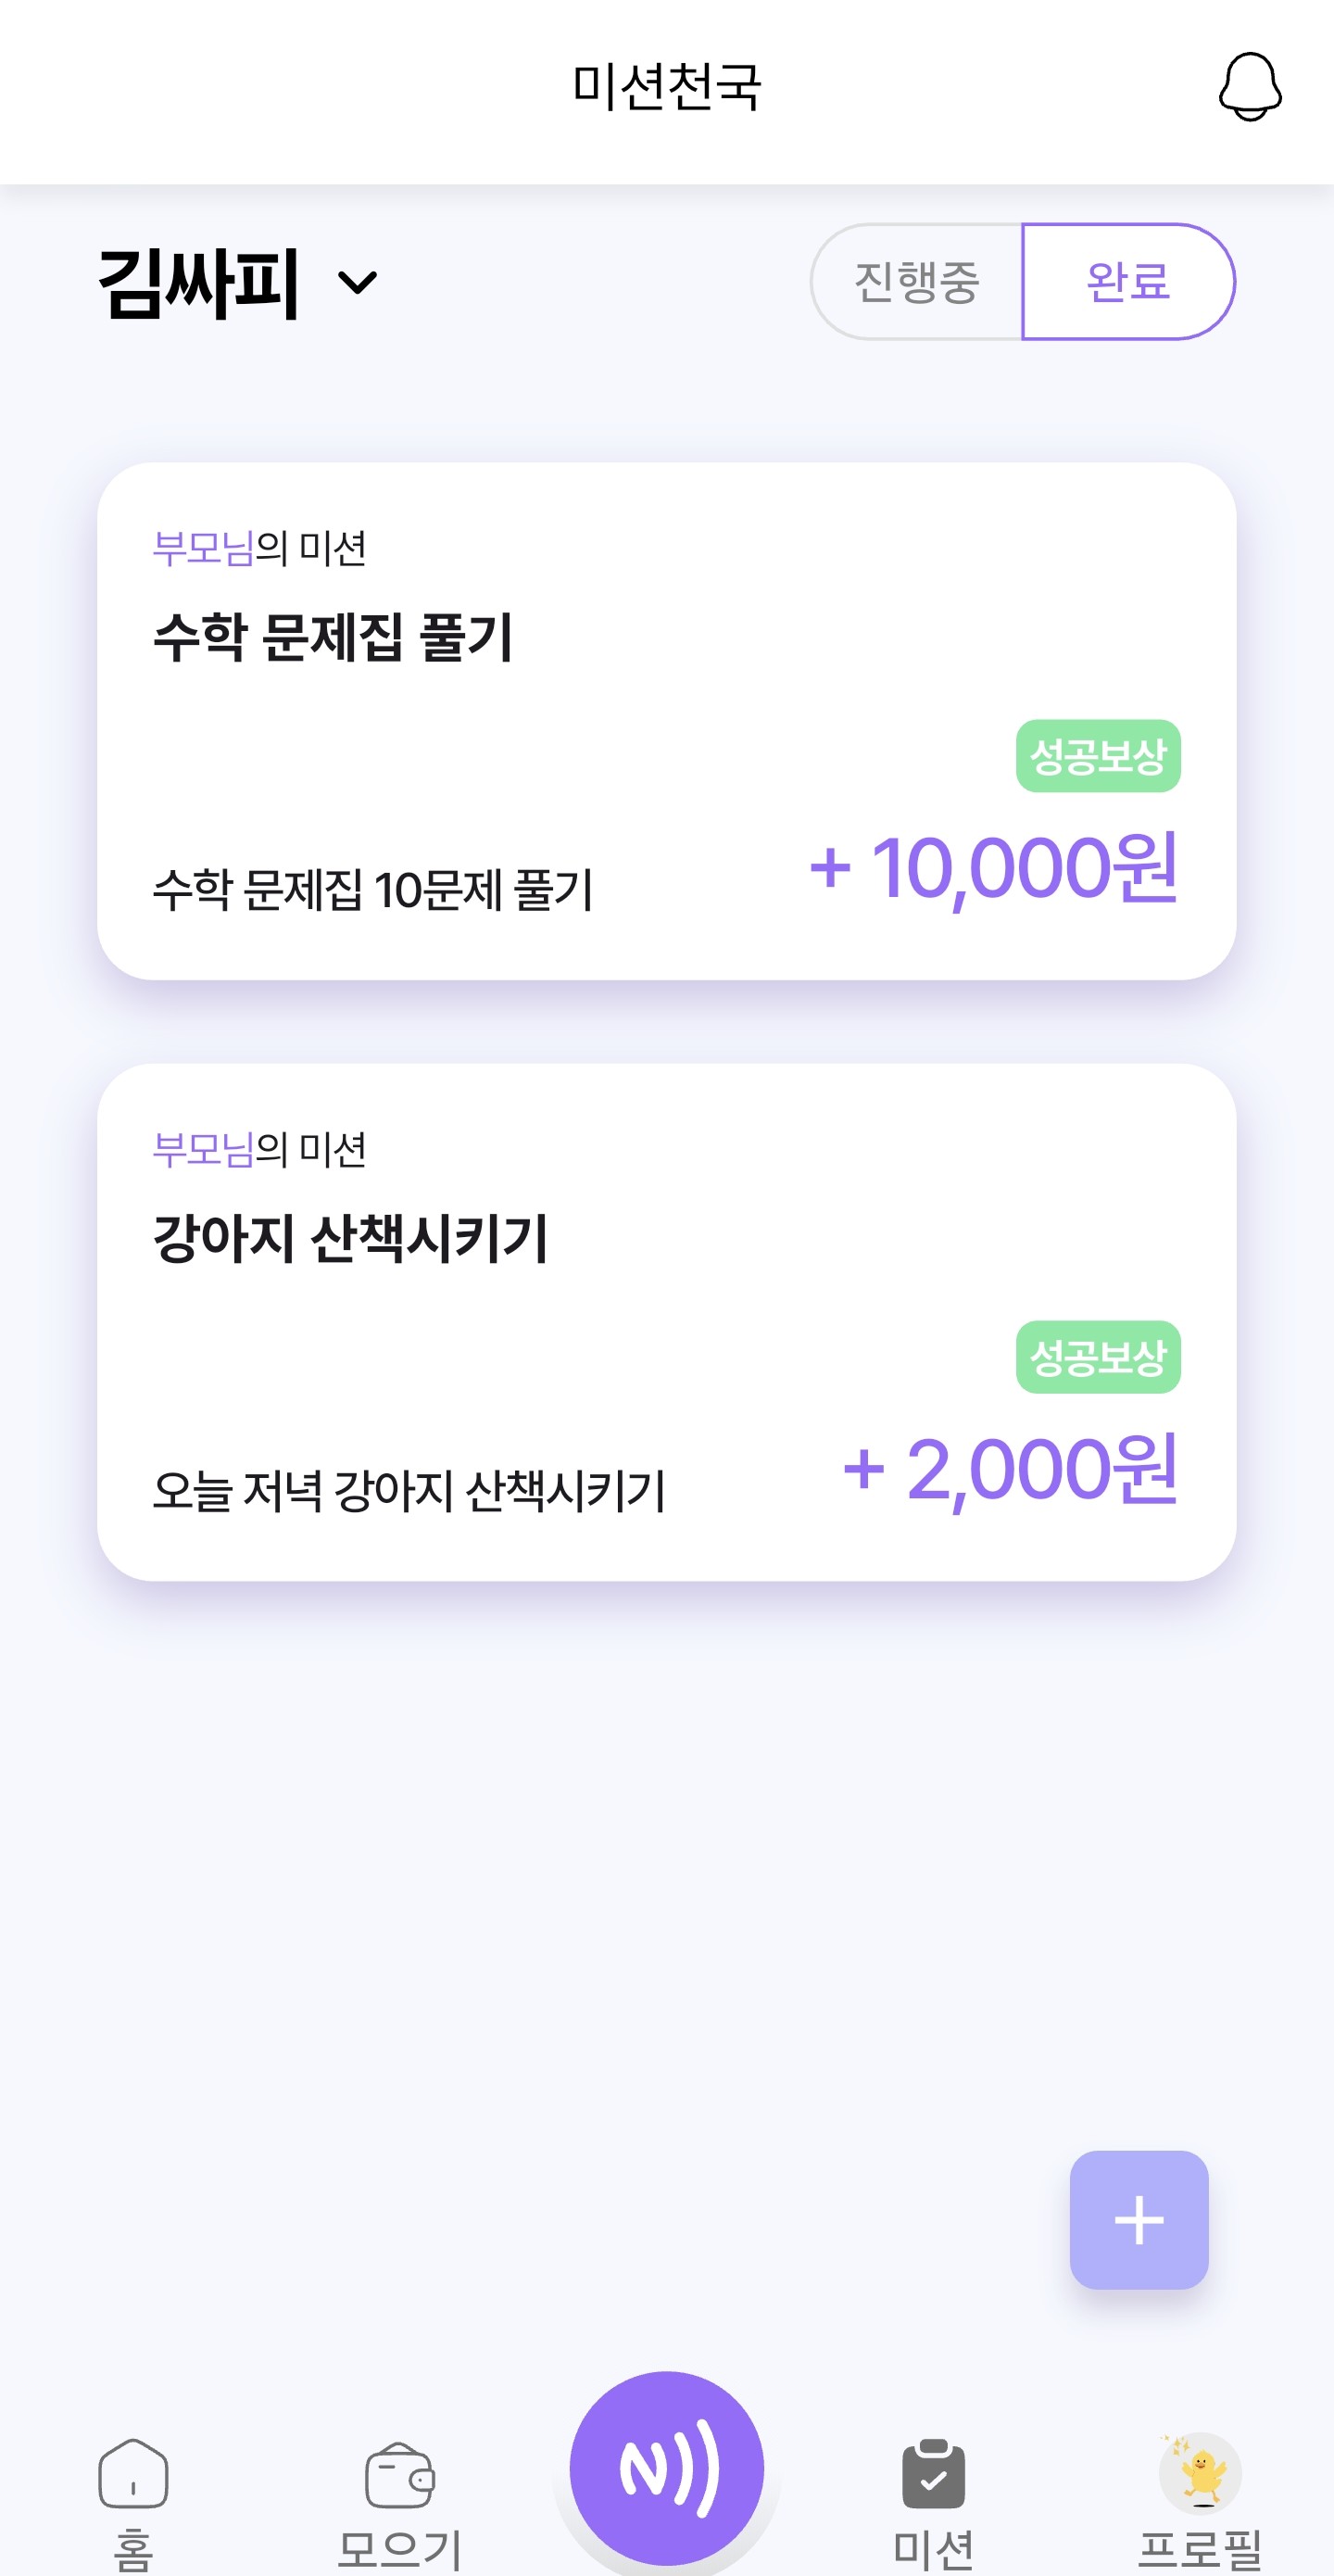 미션천국
김싸피
진행중 완료
부모님의 미션
수학 문제집 풀기
성공보상
수학 문제집 10문제 풀기
+ 10,000원
부모님의 미션
강아지 산책시키기
성공보상
오늘 저녁 강아지 산책시키기
+ 2,000원
홈 모으기 미션 프로필